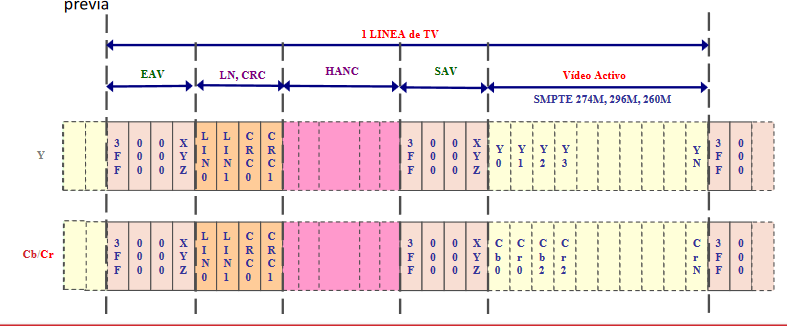 previa
1 LINEA de TV
EAV LN, CRC HANC SAV Vídeo Activo
SMPTE 274M, 296M, 260M
Y 3FF 000 000 XYZ LIN0 LIN1 CRC0 CRC1 3FF 000 000 XYZ Y0 Y1 Y2 Y3 YN 3FF 000
Cb/Cr 3FF 000 000 XYZ LIN0 LIN1 CRC0 CRC1 3FF 000 000 XYZ Cb0 Cr0 Cb2 Cr2 CrN 3FF 000